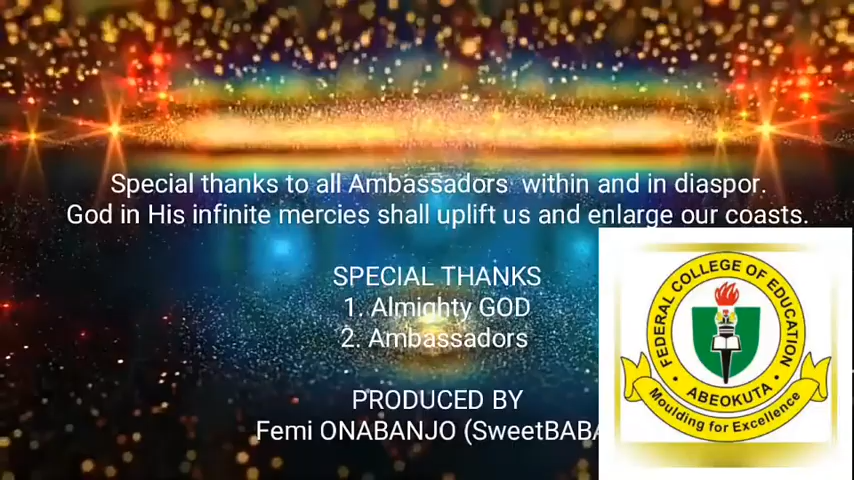 Special thanks to all Ambassadors within and in diaspor.
God in His infinite mercies shall uplift us and enlarge our coasts.
SPECIAL THANKS
1. Almighty GOD
2. Ambassadors
PRODUCED BY
Femi ONABANJO (SweetBABA
FEDERAL COLLEGE OF EDUCATION
• ABEOKUTA •
Moulding for Excellence